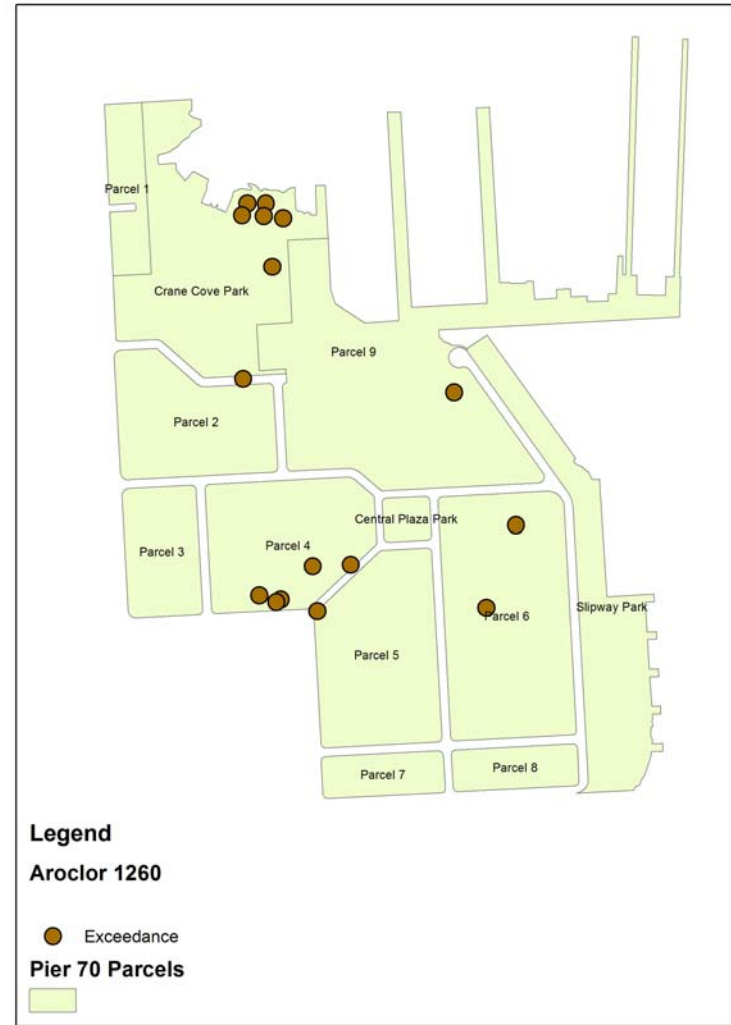 Parcel 1
Crane Cove Park
Parcel 9
Parcel 2
Central Plaza Park
Parcel 3
Parcel 4
Slipway Park
Parcel 6
Parcel 5
Parcel 7
Parcel 8
Legend
Aroclor 1260
Exceedance
Pier 70 Parcels